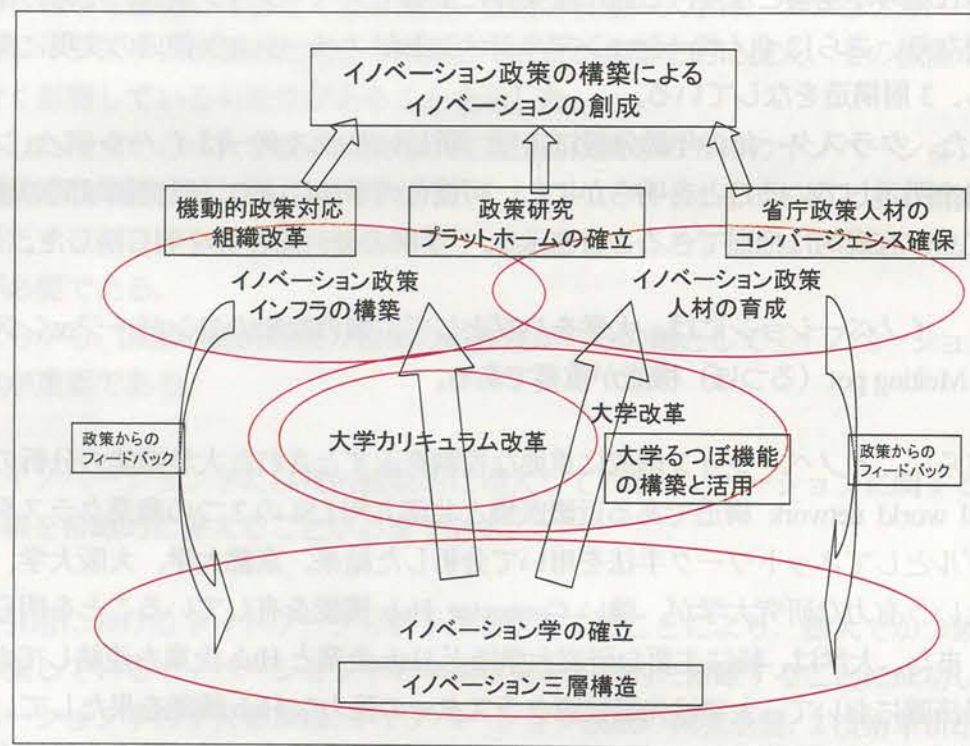 イノベーション政策の構築による
イノベーションの創成
機動的政策対応
組織改革
政策研究
プラットホームの確立
省庁政策人材の
コンバージェンス確保
イノベーション政策
インフラの構築
イノベーション政策
人材の育成
政策からの
フィードバック
大学カリキュラム改革
大学改革
大学るつぼ機能
の構築と活用
政策からの
フィードバック
イノベーション学の確立
イノベーション三層構造